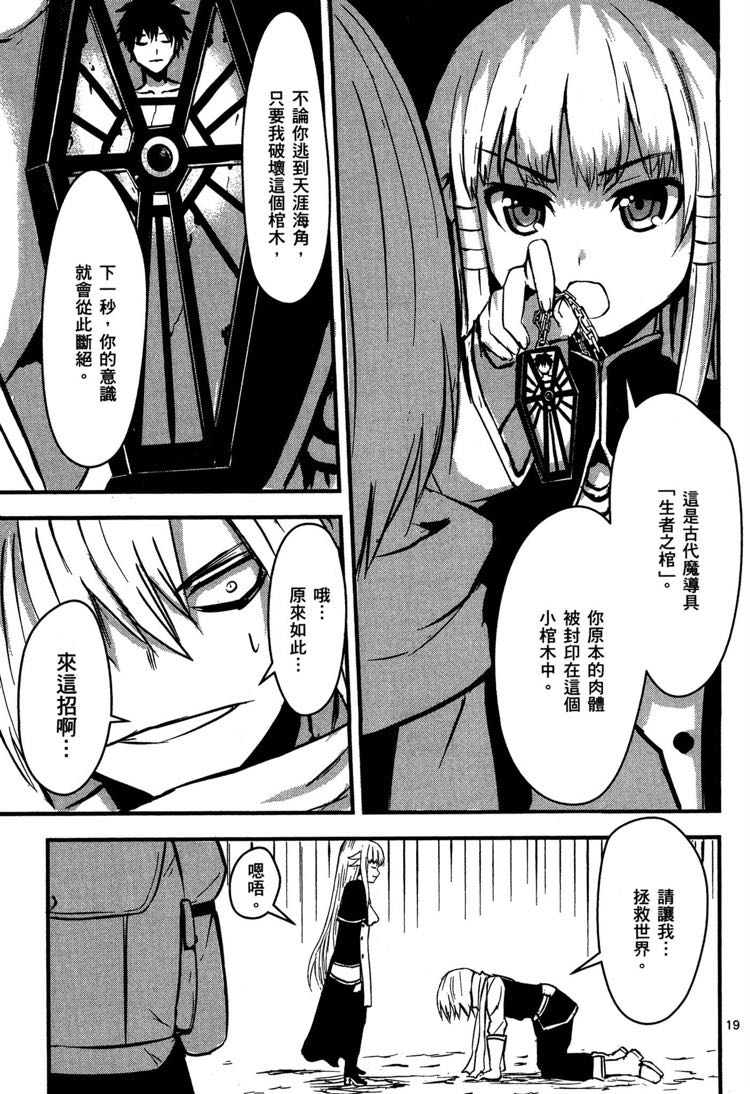 這是古代魔導具
「生者之棺」。
你原本的肉體
被封印在這個
小棺木中。
不論你逃到天涯海角，
只要我破壞這個棺木，
下一秒，你的意識
就會從此斷絕。
哦⋯
原來如此⋯
來這招啊⋯
請讓我⋯
拯救世界。
嗯唔。
19